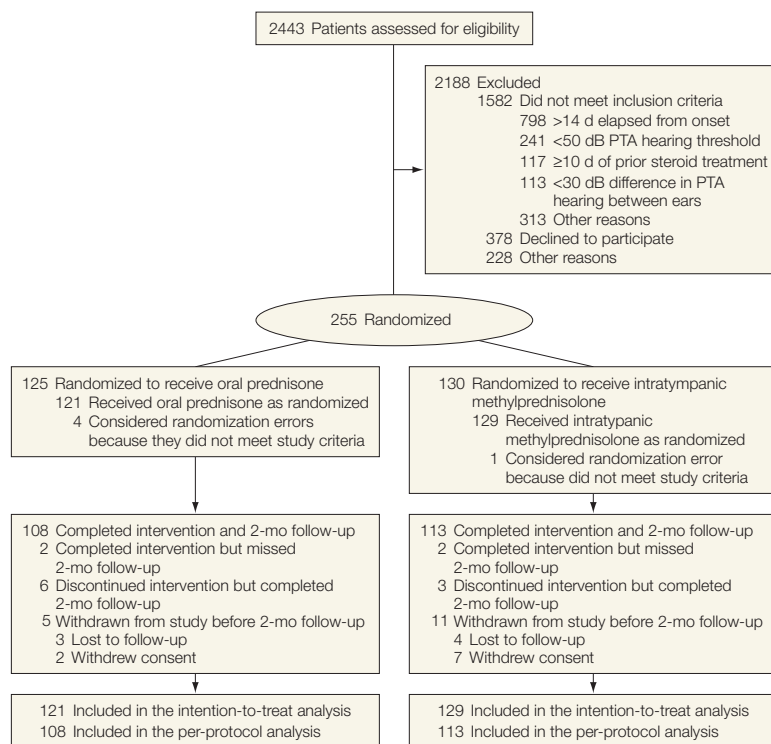 2443 Patients assessed for eligibility
2188 Excluded
1582 Did not meet inclusion criteria
798 >14 d elapsed from onset
241 <50 dB PTA hearing threshold
117 ≥10 d of prior steroid treatment
113 <30 dB difference in PTA
hearing between ears
313 Other reasons
378 Declined to participate
228 Other reasons
255 Randomized
125 Randomized to receive oral prednisone
121 Received oral prednisone as randomized
4 Considered randomization errors
because they did not meet study criteria
130 Randomized to receive intratympanic
methylprednisolone
129 Received intratypanic
methylprednisolone as randomized
1 Considered randomization error
because did not meet study criteria
108 Completed intervention and 2-mo follow-up
2 Completed intervention but missed
2-mo follow-up
6 Discontinued intervention but completed
2-mo follow-up
5 Withdrawn from study before 2-mo follow-up
3 Lost to follow-up
2 Withdrew consent
113 Completed intervention and 2-mo follow-up
2 Completed intervention but missed
2-mo follow-up
3 Discontinued intervention but completed
2-mo follow-up
11 Withdrawn from study before 2-mo follow-up
4 Lost to follow-up
7 Withdrew consent
121 Included in the intention-to-treat analysis
108 Included in the per-protocol analysis
129 Included in the intention-to-treat analysis
113 Included in the per-protocol analysis